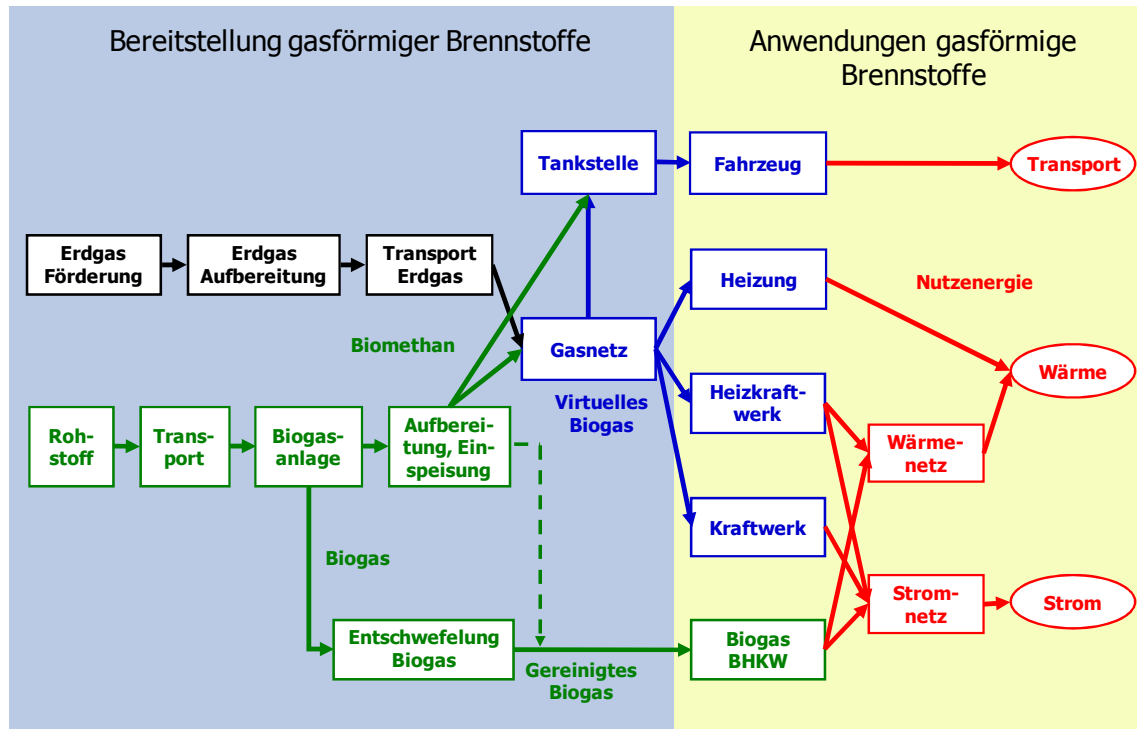 Bereitstellung gasförmiger Brennstoffe
Anwendungen gasförmige
Brennstoffe
Tankstelle
Fahrzeug
Transport
Erdgas
Förderung
Erdgas
Aufbereitung
Transport
Erdgas
Heizung
Nutzenergie
Biomethan
Gasnetz
Wärme
Virtuelles
Biogas
Heizkraft-
werk
Roh-
stoff
Trans-
port
Biogas-
anlage
Aufberei-
tung, Ein-
speisung
Wärme-
netz
Kraftwerk
Biogas
Strom-
netz
Strom
Entschwefelung
Biogas
Gereinigtes
Biogas
Biogas
BHKW